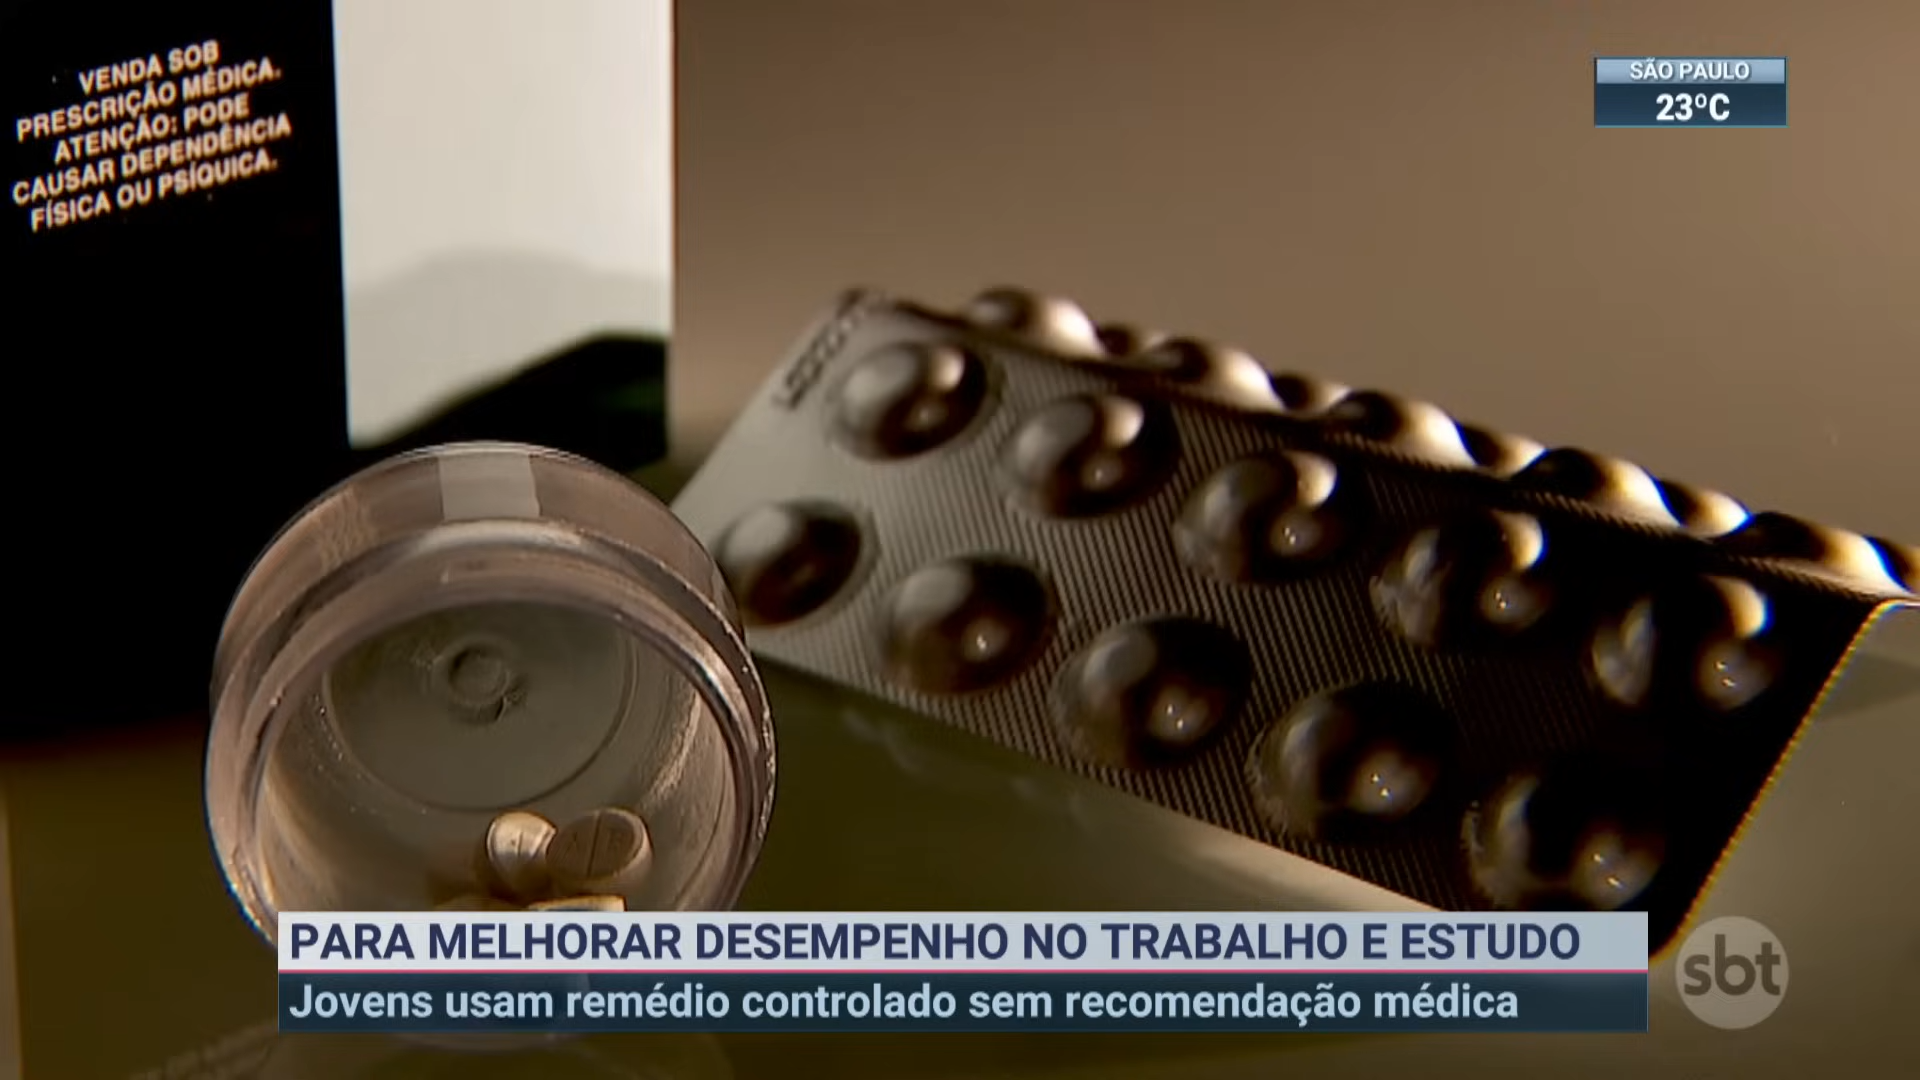 VENDA SOB
PRESCRIÇÃO MÉDICA.
ATENÇÃO: PODE
CAUSAR DEPENDÊNCIA
FÍSICA OU PSÍQUICA.
SÃO PAULO
23ºC
PARA MELHORAR DESEMPENHO NO TRABALHO E ESTUDO
Jovens usam remédio controlado sem recomendação médica
sbt